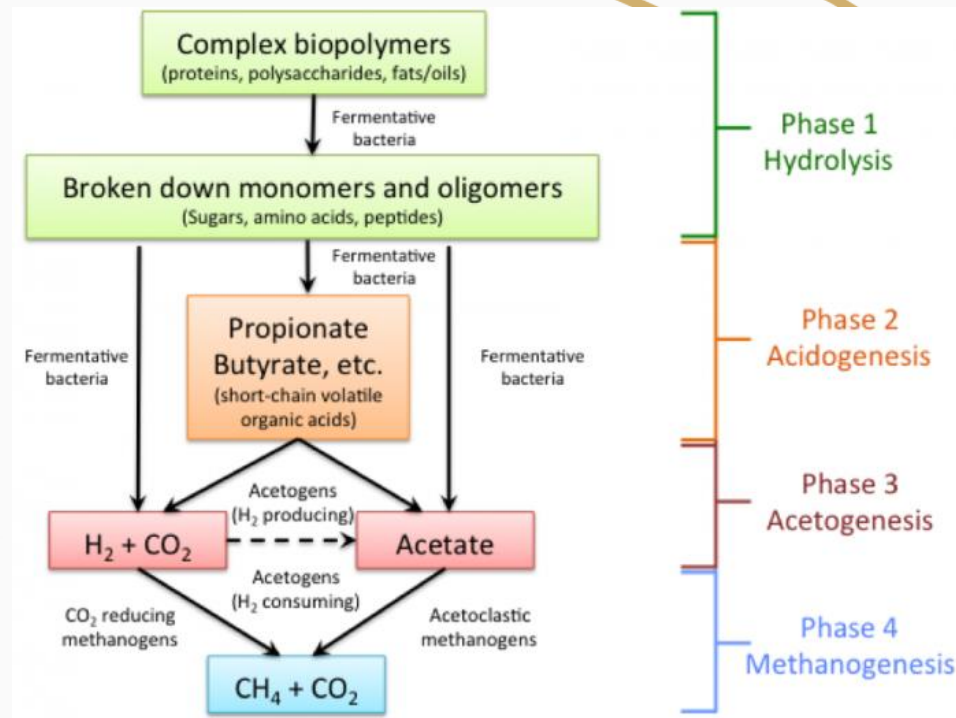 Complex biopolymers
(proteins, polysaccharides, fats/oils)
Fermentative
bacteria
Phase 1
Hydrolysis
Broken down monomers and oligomers
(Sugars, amino acids, peptides)
Fermentative
bacteria
Propionate
Butyrate, etc.
(short-chain volatile
organic acids)
Fermentative
bacteria
Fermentative
bacteria
Phase 2
Acidogenesis
Acetogens
(H₂ producing)
H₂ + CO₂
Acetate
Phase 3
Acetogenesis
Acetogens
(H₂ consuming)
CO₂ reducing
methanogens
Acetoclastic
methanogens
Phase 4
Methanogenesis
CH₄ + CO₂